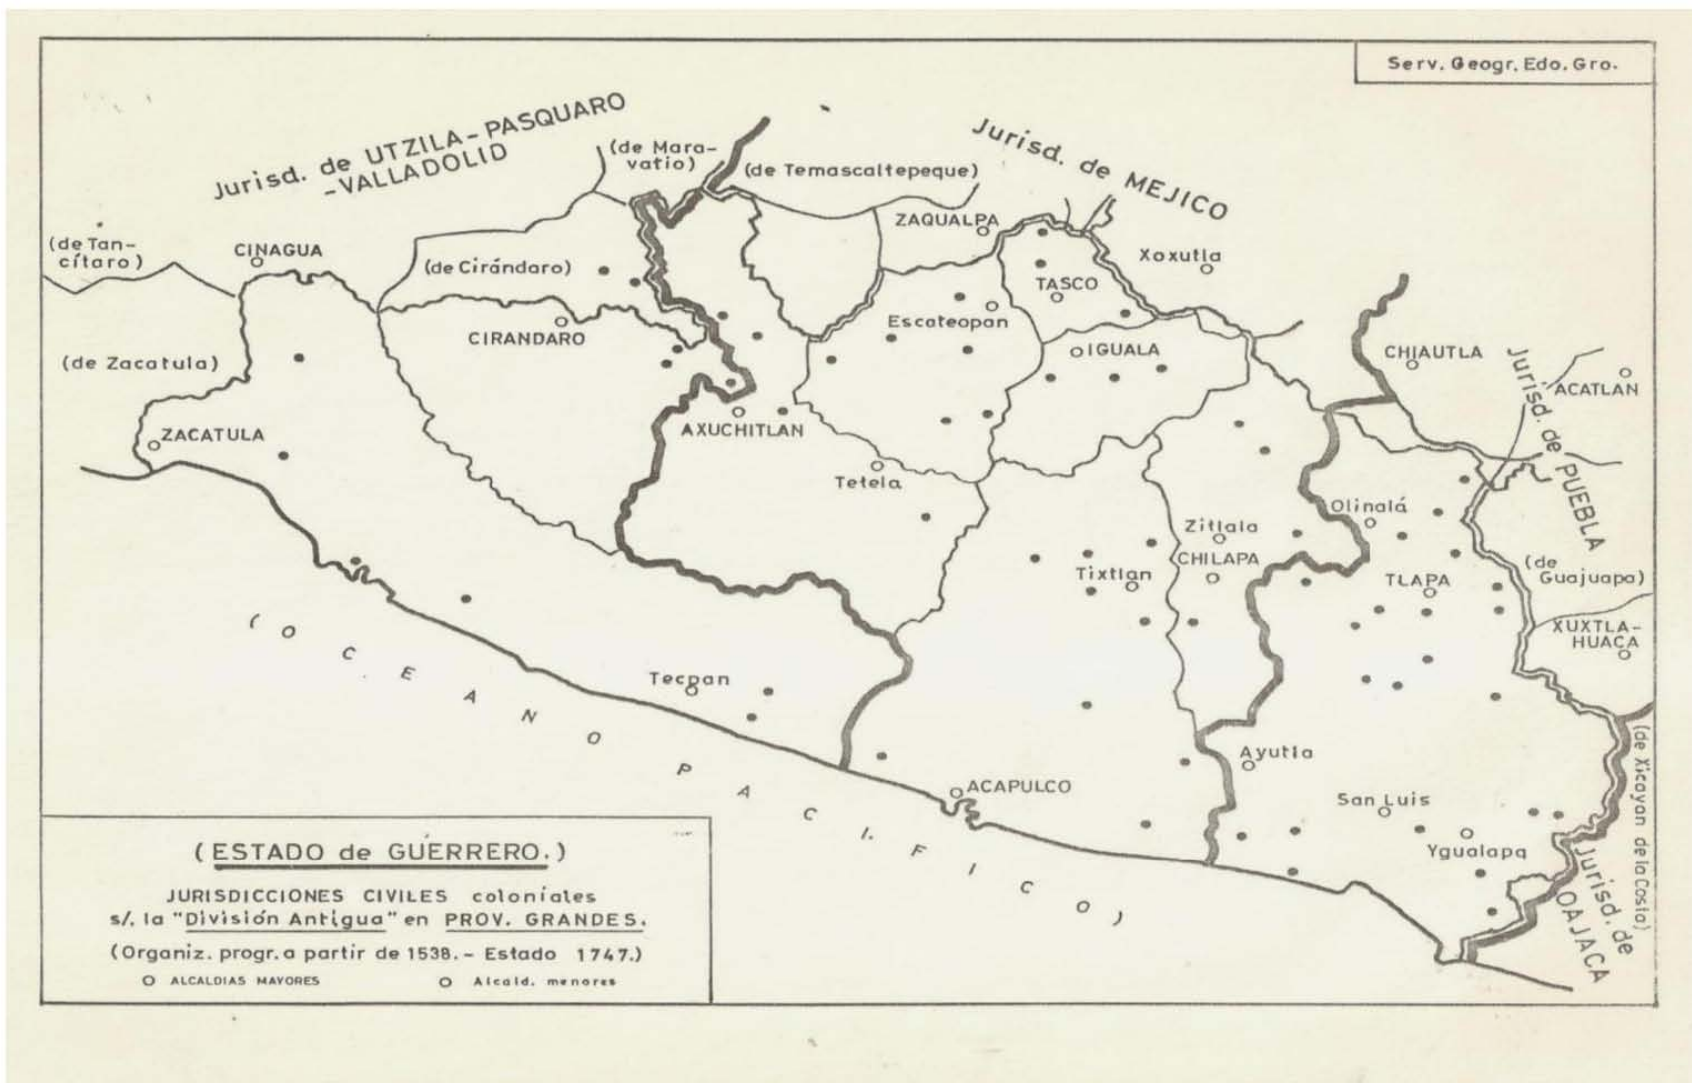 Serv. Geogr. Edo. Gro.
Jurisd. de UTZILA-PASQUARO
-VALLADOLID
(de Mara-
vatio)
(de Temascaltepeque)
Jurisd. de MEJICO
(de Tan-
cítaro)
CINAGUA
(de Cirándaro)
ZAQUALPA
Xoxutla
TASCO
Escateopan
CIRANDARO
(de Zacatula)
IGUALA
CHIAUTLA
Jurisd. de PUEBLA
ACATLAN
ZACATULA
AXUCHITLAN
Tetela
Olinalá
Zitlala
CHILAPA
Tixtlan
TLAPA
(de
Guajuapa)
XUXTLA-
HUACA
(OCEANO PACIFICO)
Tecpan
Ayutla
ACAPULCO
San Luis
Ygualapa
(de Xicayan de la Costa)
Jurisd. de
OAJACA
(ESTADO de GUERRERO.)
JURISDICCIONES CIVILES coloniales
s/. la "División Antigua" en PROV. GRANDES.
(Organiz. progr. a partir de 1538. - Estado 1747.)
ALCALDIAS MAYORES
Alcald. menores